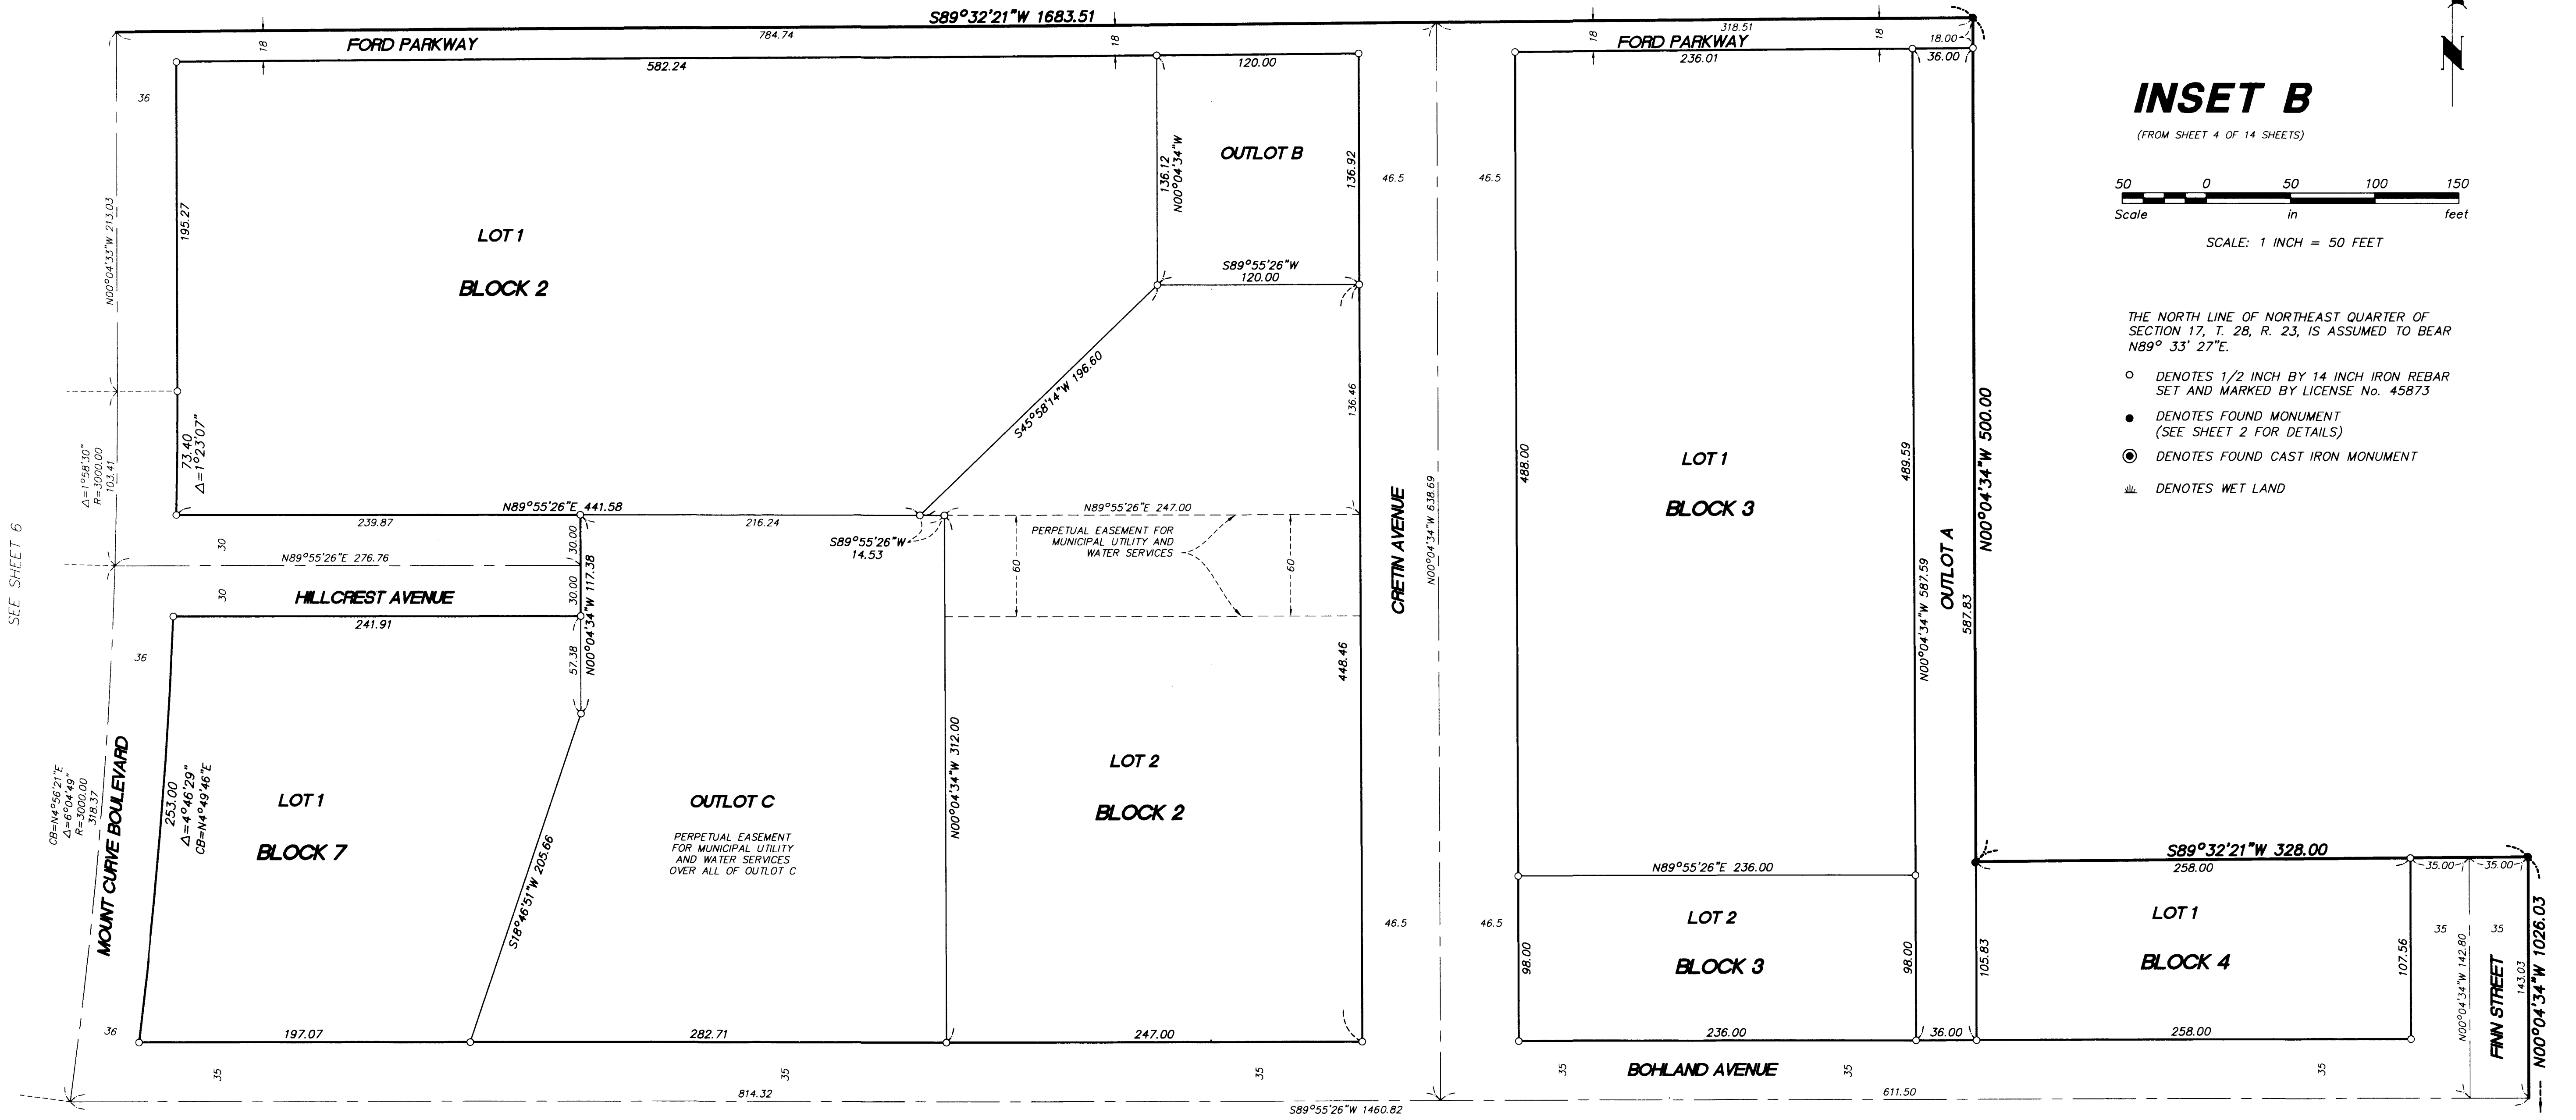 S89°32'21"W 1683.51
784.74
318.51
18
FORD PARKWAY
18
18
FORD PARKWAY
18
18.00
582.24
120.00
236.01
36.00
N
INSET B
(FROM SHEET 4 OF 14 SHEETS)
50 0 50 100 150
Scale in feet
SCALE: 1 INCH = 50 FEET
THE NORTH LINE OF NORTHEAST QUARTER OF
SECTION 17, T. 28, R. 23, IS ASSUMED TO BEAR
N89° 33' 27"E.
DENOTES 1/2 INCH BY 14 INCH IRON REBAR
SET AND MARKED BY LICENSE No. 45873
DENOTES FOUND MONUMENT
(SEE SHEET 2 FOR DETAILS)
DENOTES FOUND CAST IRON MONUMENT
DENOTES WET LAND
36
N00°04'33"W 213.03
195.27
LOT 1
BLOCK 2
136.12
N00°04'34"W
OUTLOT B
136.92
S89°55'26"W
120.00
46.5
46.5
S45°58'14"W 196.60
136.46
Δ=1°58'30"
R=3000.00
103.41
73.40
Δ=1°23'07"
N89°55'26"E 441.58
239.87
216.24
S89°55'26"W
14.53
N89°55'26"E 247.00
PERPETUAL EASEMENT FOR
MUNICIPAL UTILITY AND
WATER SERVICES
60
60
SEE SHEET 6
30
N89°55'26"E 276.76
30
HILLCREST AVENUE
30.00
30.00
N00°04'34"W 117.38
57.38
241.91
36
CRETIN AVENUE
N00°04'34"W 638.69
488.00
LOT 1
BLOCK 3
489.59
N00°04'34"W 587.59
OUTLOT A
587.83
N00°04'34"W 500.00
448.46
CB=N4°56'21"E
Δ=6°04'49"
R=3000.00
318.37
MOUNT CURVE BOULEVARD
253.00
Δ=4°46'29"
CB=N4°49'46"E
LOT 1
BLOCK 7
S18°46'51"W 205.66
OUTLOT C
PERPETUAL EASEMENT
FOR MUNICIPAL UTILITY
AND WATER SERVICES
OVER ALL OF OUTLOT C
N00°04'34"W 312.00
LOT 2
BLOCK 2
46.5
46.5
N89°55'26"E 236.00
LOT 2
BLOCK 3
98.00
98.00
105.83
S89°32'21"W 328.00
258.00
35.00
35.00
LOT 1
BLOCK 4
107.56
35
35
N00°04'34"W 142.80
FINN STREET
143.03
N00°04'34"W 1026.03
36
197.07
282.71
247.00
236.00
36.00
258.00
35
35
35
35
BOHLAND AVENUE
35
35
814.32
S89°55'26"W 1460.82
611.50